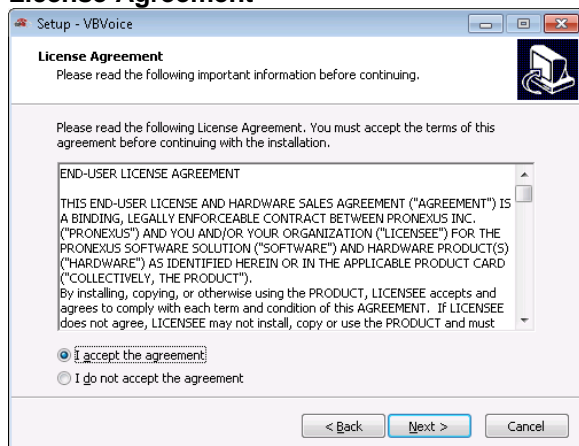 License Agreement
Setup - VBVoice
License Agreement
Please read the following important information before continuing.
Please read the following License Agreement. You must accept the terms of this
agreement before continuing with the installation.
END-USER LICENSE AGREEMENT
THIS END-USER LICENSE AND HARDWARE SALES AGREEMENT ("AGREEMENT") IS
A BINDING, LEGALLY ENFORCEABLE CONTRACT BETWEEN PRONEXUS INC.
("PRONEXUS") AND YOU AND/OR YOUR ORGANIZATION ("LICENSEE") FOR THE
PRONEXUS SOFTWARE SOLUTION ("SOFTWARE") AND HARDWARE PRODUCT(S)
("HARDWARE") AS IDENTIFIED HEREIN OR IN THE APPLICABLE PRODUCT CARD
("COLLECTIVELY, THE PRODUCT").
By installing, copying, or otherwise using the PRODUCT, LICENSEE accepts and
agrees to comply with each term and condition of this AGREEMENT. If LICENSEE
does not agree, LICENSEE may not install, copy or use the PRODUCT and must
I accept the agreement
I do not accept the agreement
< Back
Next >
Cancel